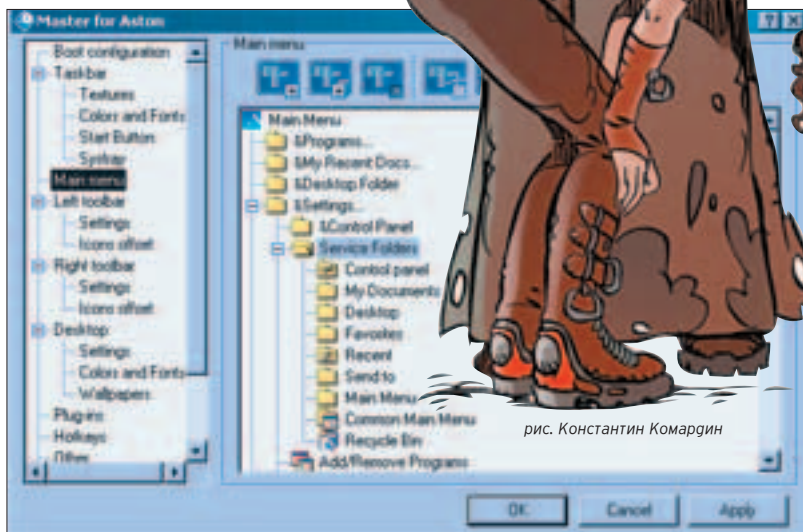 Master for Aston
Boot configuration
Taskbar
Textures
Colors and Fonts
Start Button
Systray
Main menu
Left toolbar
Settings
Icons offset
Right toolbar
Settings
Icons offset
Desktop
Settings
Colors and Fonts
Wallpapers
Plug-ins
Hotkeys
Other
Main menu
Main Menu
&Programs...
&My Recent Docs...
&Desktop Folder
&Settings...
&Control Panel
Service Folders
Control panel
My Documents
Desktop
Favorites
Recent
Send to
Main Menu
Common Main Menu
Recycle Bin
Add/Remove Programs
рис. Константин Комардин
OK
Cancel
Apply